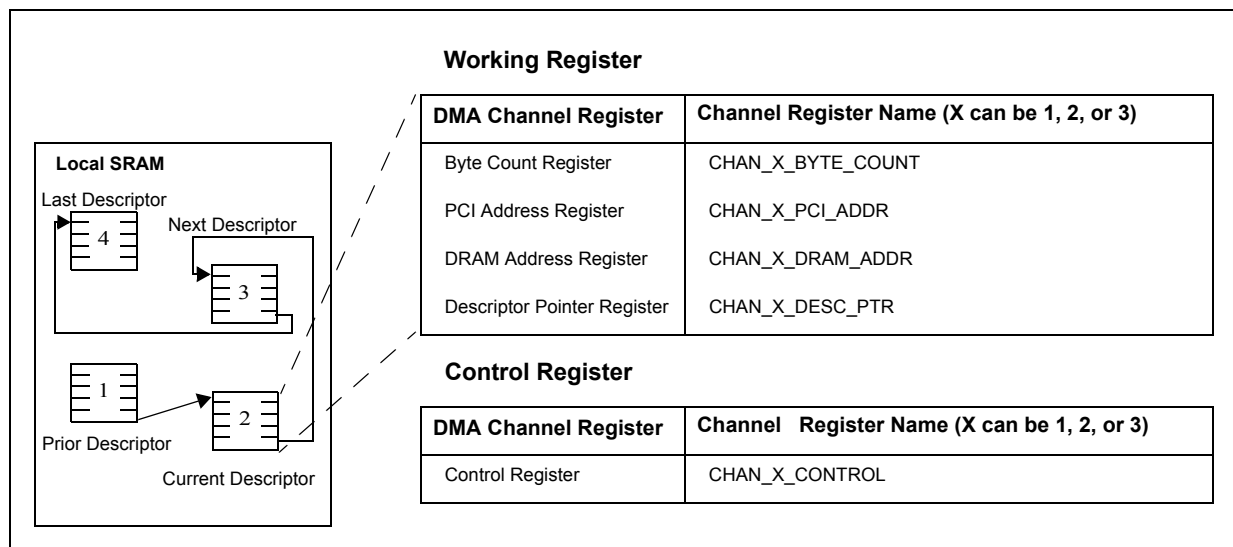 Working Register
DMA Channel Register Channel Register Name (X can be 1, 2, or 3)
Byte Count Register CHAN_X_BYTE_COUNT
PCI Address Register CHAN_X_PCI_ADDR
DRAM Address Register CHAN_X_DRAM_ADDR
Descriptor Pointer Register CHAN_X_DESC_PTR
Control Register
DMA Channel Register Channel Register Name (X can be 1, 2, or 3)
Control Register CHAN_X_CONTROL
Local SRAM
Last Descriptor
4
Next Descriptor
3
1
Prior Descriptor
2
Current Descriptor